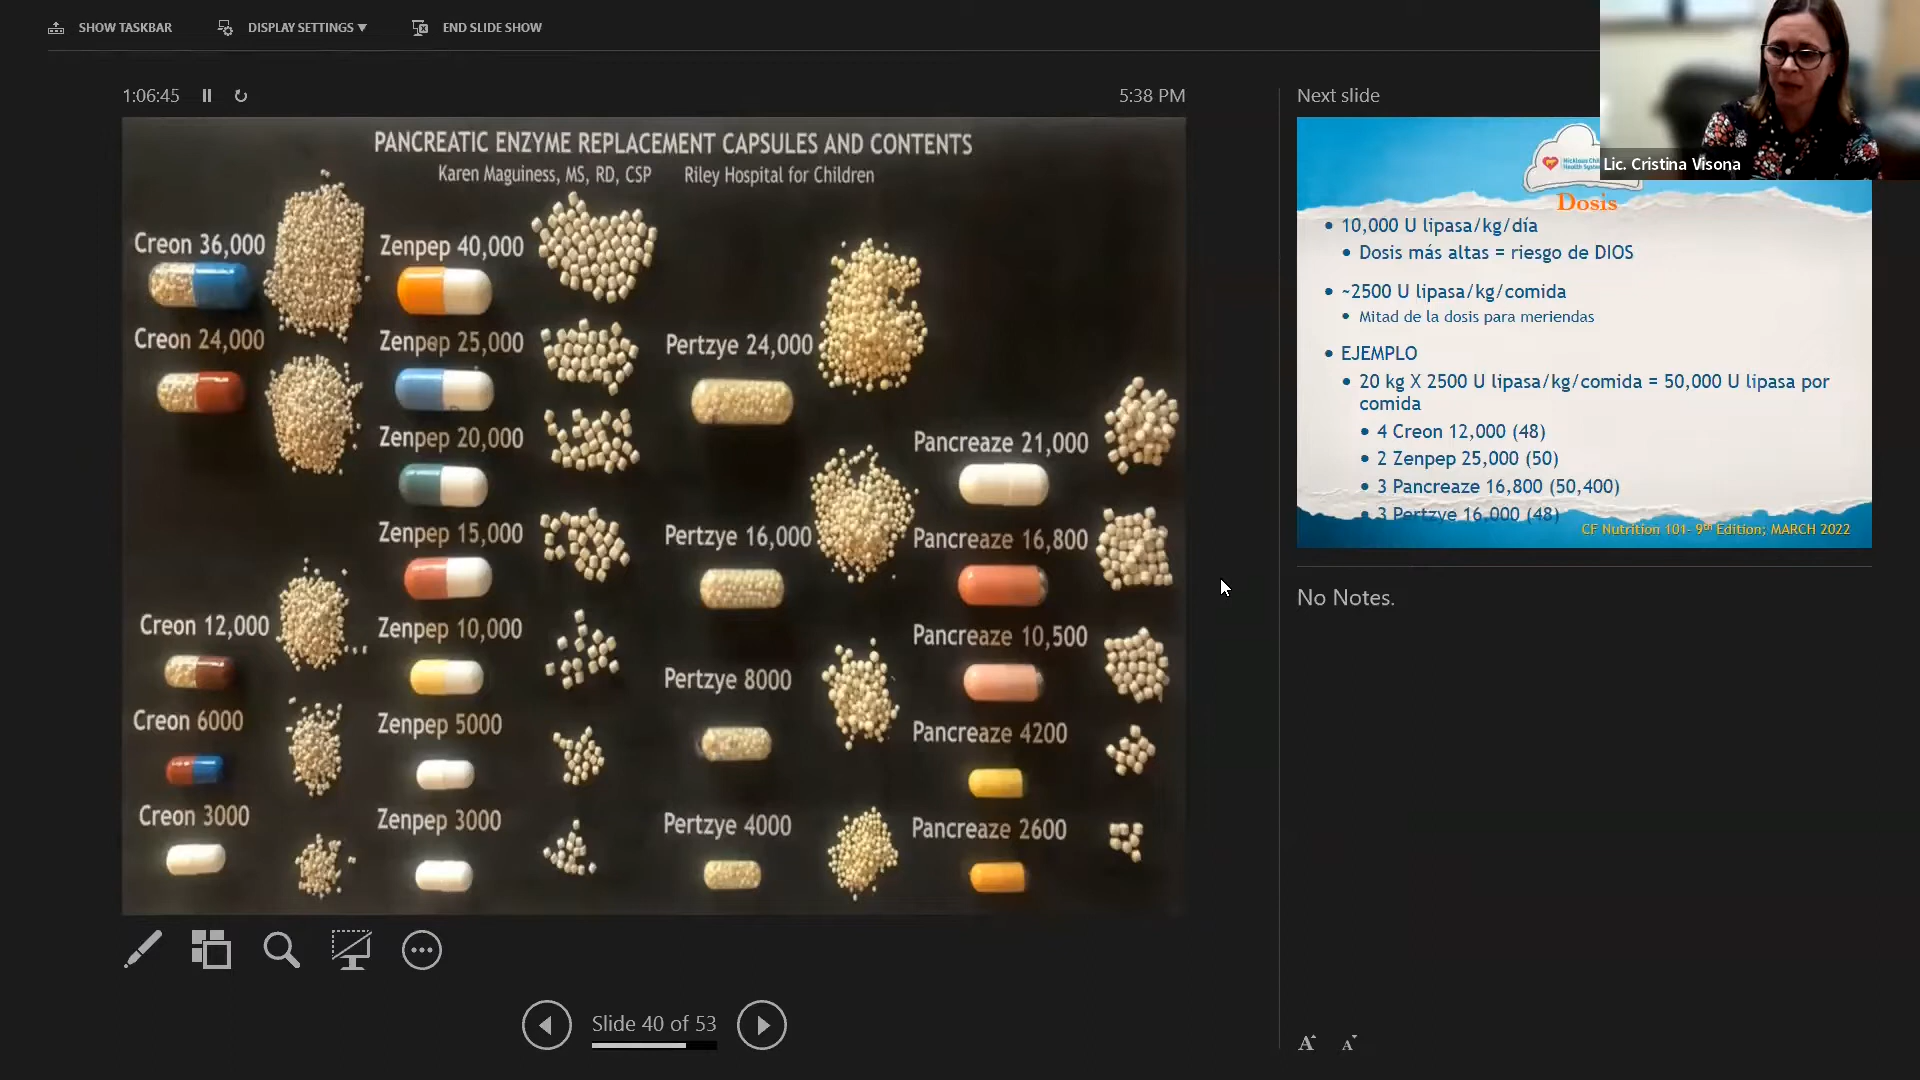 SHOW TASKBAR
DISPLAY SETTINGS
END SLIDE SHOW
1:06:45
5:38 PM
PANCREATIC ENZYME REPLACEMENT CAPSULES AND CONTENTS
Karen Maguiness, MS, RD, CSP Riley Hospital for Children
Creon 36,000
Creon 24,000
Creon 12,000
Creon 6000
Creon 3000
Zenpep 40,000
Zenpep 25,000
Zenpep 20,000
Zenpep 15,000
Zenpep 10,000
Zenpep 5000
Zenpep 3000
Pertzye 24,000
Pertzye 16,000
Pertzye 8000
Pertzye 4000
Pancreaze 21,000
Pancreaze 16,800
Pancreaze 10,500
Pancreaze 4200
Pancreaze 2600
Slide 40 of 53
Next slide
Lic. Cristina Visona
Dosis
• 10,000 U lipasa/kg/día
• Dosis más altas = riesgo de DIOS
• ~2500 U lipasa/kg/comida
• Mitad de la dosis para meriendas
• EJEMPLO
• 20 kg X 2500 U lipasa/kg/comida = 50,000 U lipasa por
comida
• 4 Creon 12,000 (48)
• 2 Zenpep 25,000 (50)
• 3 Pancreaze 16,800 (50,400)
• 3 Pertzye 16,000 (48)
CF Nutrition 101- 9th Edition; MARCH 2022
No Notes.
A A